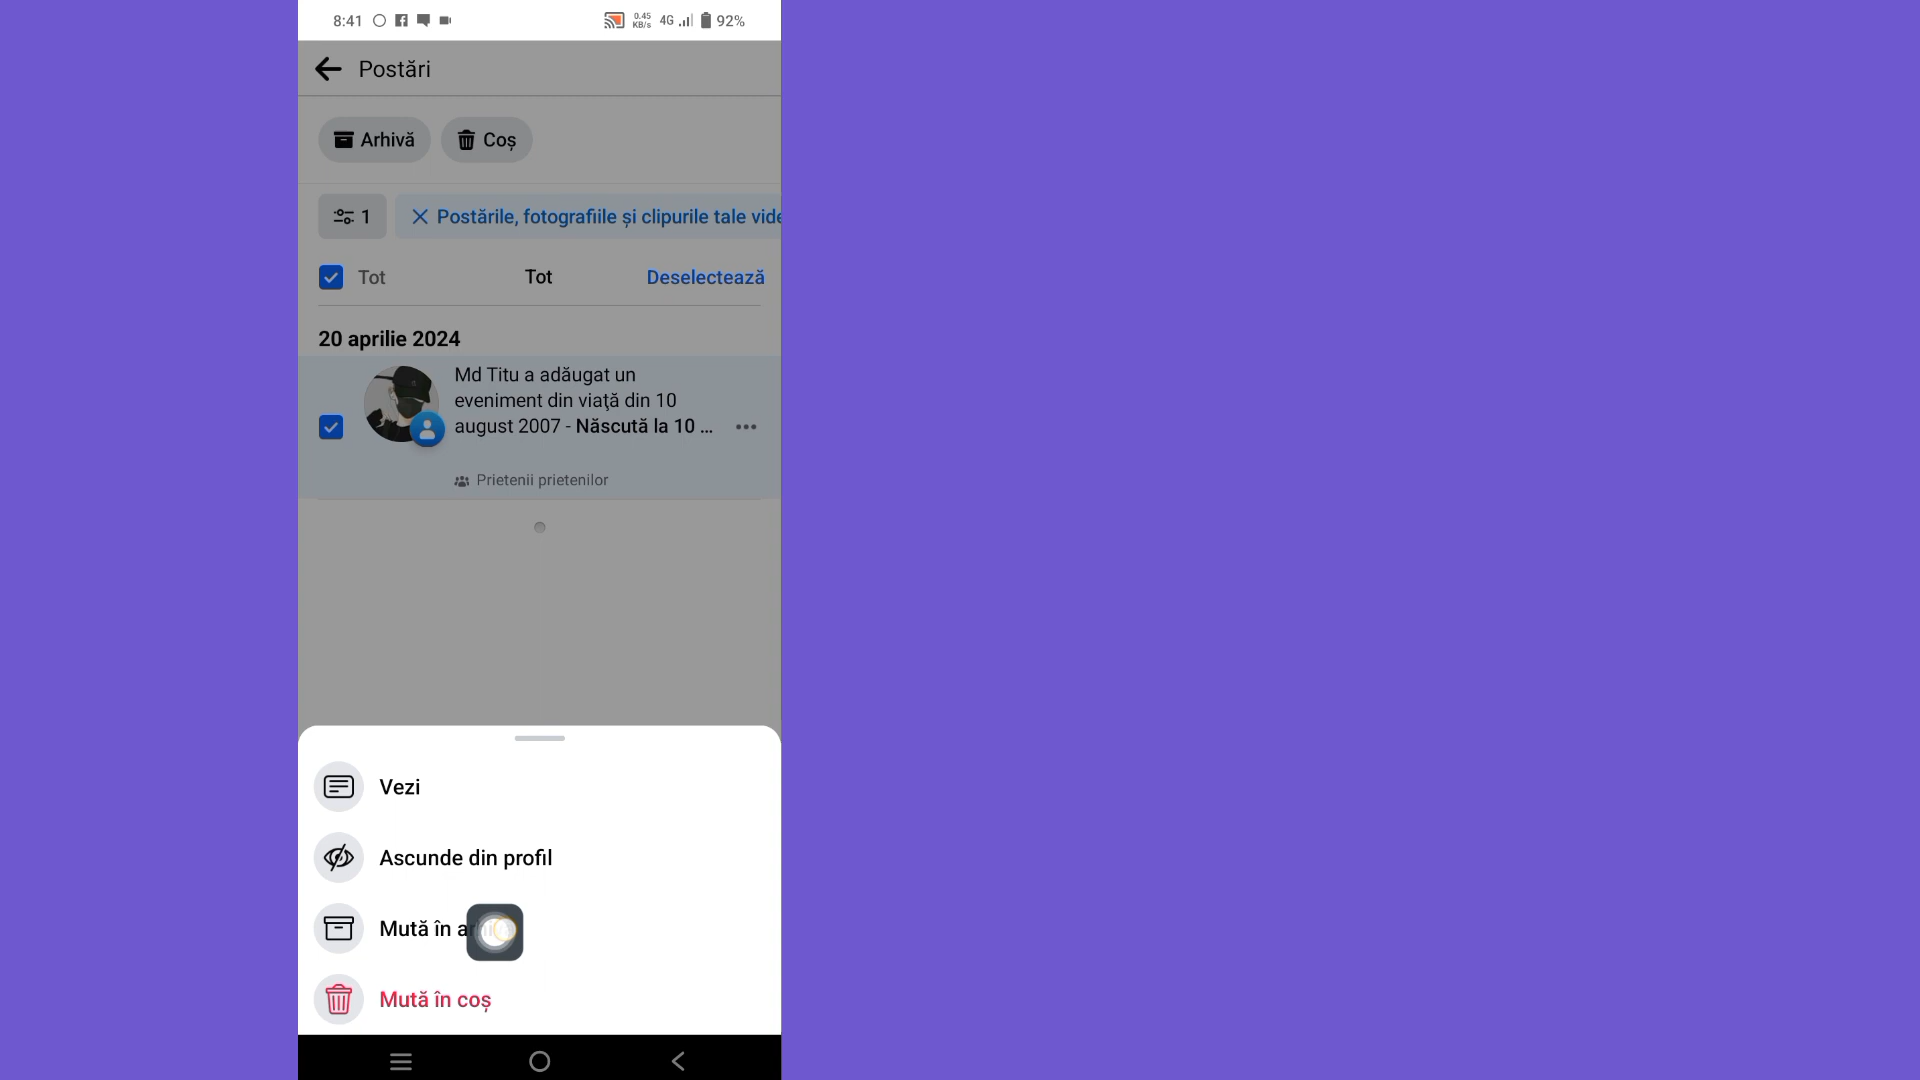 8:41
0.45 KB/s 4G 92%
Postări
Arhivă Coș
1 Postările, fotografiile și clipurile tale
Tot Tot Deselectează
20 aprilie 2024
Md Titu a adăugat un
eveniment din viaţă din 10
august 2007 - Născută la 10 ...
Prietenii prietenilor
Vezi
Ascunde din profil
Mută în
Mută în coș